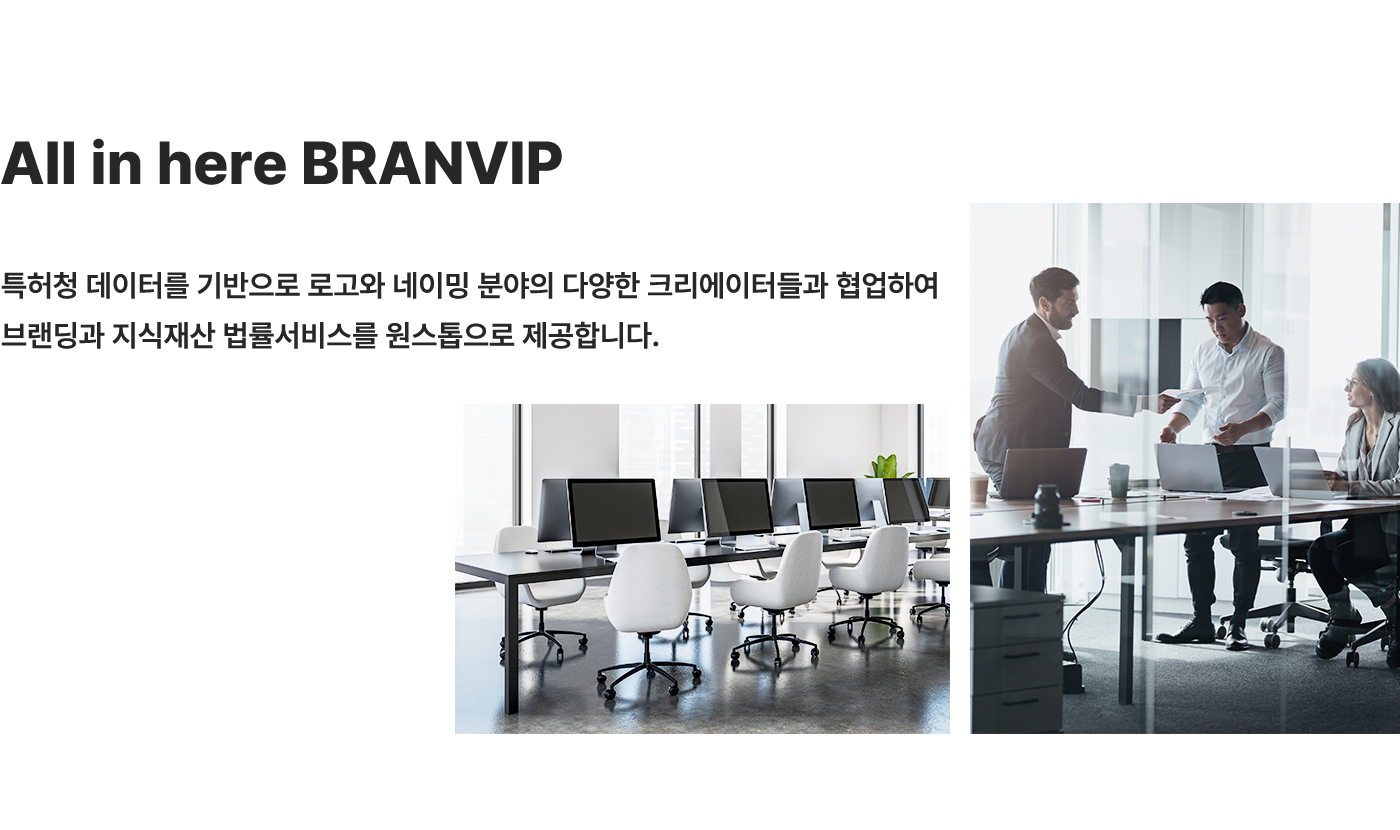 All in here BRANVIP
특허청 데이터를 기반으로 로고와 네이밍 분야의 다양한 크리에이터들과 협업하여
브랜딩과 지식재산 법률서비스를 원스톱으로 제공합니다.